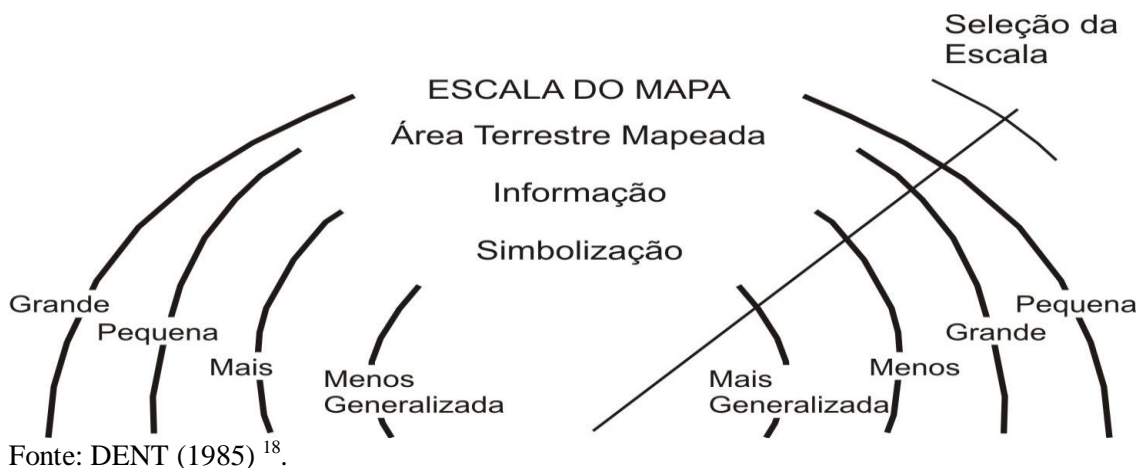 Seleção da
Escala
ESCALA DO MAPA
Área Terrestre Mapeada
Informação
Simbolização
Grande
Pequena
Mais
Menos
Generalizada
Mais
Generalizada
Menos
Grande
Pequena
Fonte: DENT (1985) 18.